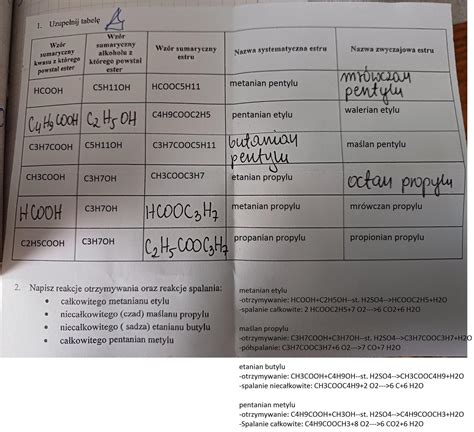 1. Uzupełnij tabelę
Wzór sumaryczny kwasu z którego powstał ester
Wzór sumaryczny alkoholu z którego powstał ester
Wzór sumaryczny estru
Nazwa systematyczna estru
Nazwa zwyczajowa estru
HCOOH C5H11OH HCOOC5H11 metanian pentylu mrówczan pentylu
C4H9COOH C2H5OH C4H9COOC2H5 pentanian etylu walerian etylu
C3H7COOH C5H11OH C3H7COOC5H11 butanian pentylu maślan pentylu
CH3COOH C3H7OH CH3COOC3H7 etanian propylu octan propylu
HCOOH C3H7OH HCOOC3H7 metanian propylu mrówczan propylu
C2H5COOH C3H7OH C2H5COOC3H7 propanian propylu propionian propylu
2. Napisz reakcje otrzymywania oraz reakcje spalania:
• całkowitego metanianu etylu
• niecałkowitego (czad) maślanu propylu
• niecałkowitego ( sadza) etanianu butylu
• całkowitego pentanian metylu
metanian etylu
-otrzymywanie: HCOOH+C2H5OH--st. H2SO4-->HCOOC2H5+H2O
-spalanie całkowite: 2 HCOOC2H5+7 O2--->6 CO2+6 H2O
maślan propylu
-otrzymywanie: C3H7COOH+C3H7OH--st. H2SO4-->C3H7COOC3H7+H2O
-półspalanie: C3H7COOC3H7+6 O2--->7 CO+7 H2O
etanian butylu
-otrzymywanie: CH3COOH+C4H9OH--st. H2SO4-->CH3COOC4H9+H2O
-spalanie niecałkowite: CH3COOC4H9+2 O2--->6 C+6 H2O
pentanian metylu
-otrzymywanie: C4H9COOH+CH3OH--st. H2SO4-->C4H9COOCH3+H2O
-Spalanie całkowite: C4H9COOCH3+8 O2--->6 CO2+6 H2O